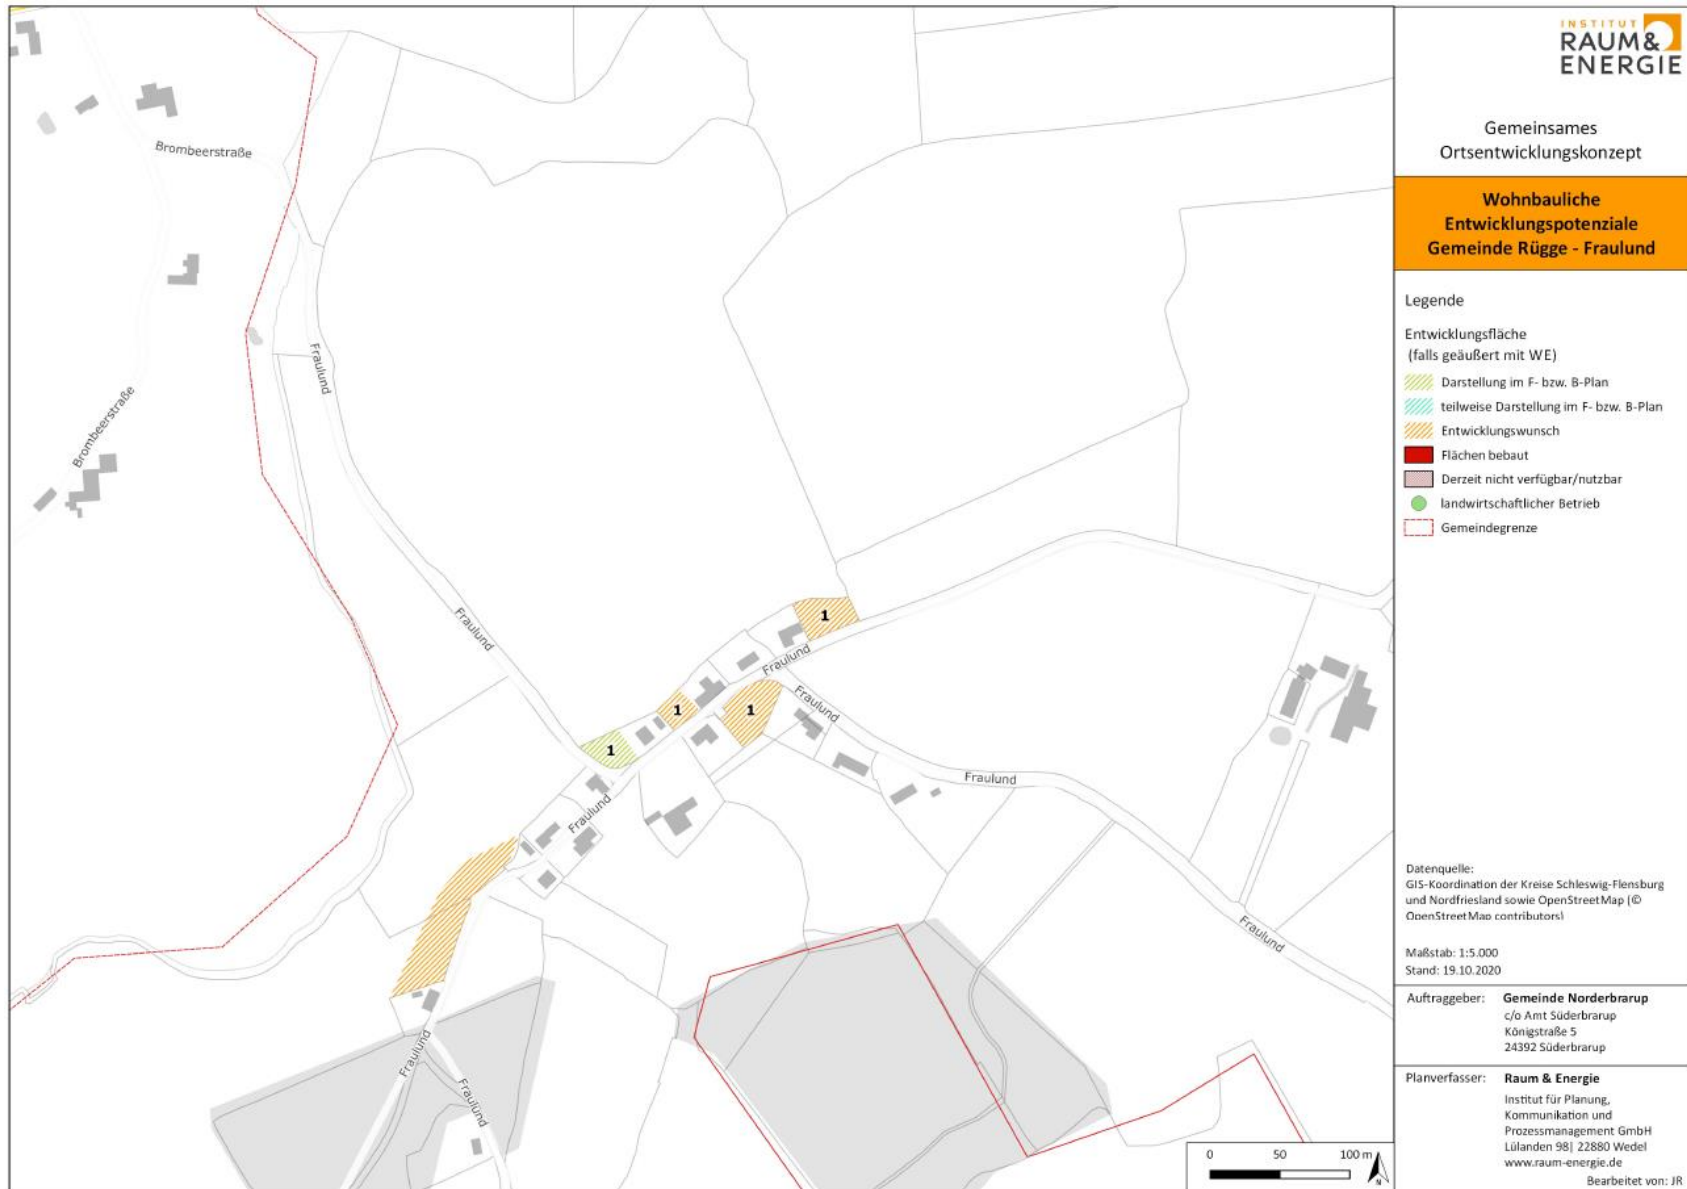 Brombeerstraße
Fraulund
Brombeerstraße
Fraulund
1
Fraulund
1
1
Fraulund
1
Fraulund
Fraulund
Fraulund
Fraulund
Fraulund
0 50 100 m
N
INSTITUT
RAUM&
ENERGIE
Gemeinsames
Ortsentwicklungskonzept
Wohnbauliche
Entwicklungspotenziale
Gemeinde Rügge - Fraulund
Legende
Entwicklungsfläche
(falls geäußert mit WE)
Darstellung im F- bzw. B-Plan
teilweise Darstellung im F- bzw. B-Plan
Entwicklungswunsch
Flächen bebaut
Derzeit nicht verfügbar/nutzbar
landwirtschaftlicher Betrieb
Gemeindegrenze
Datenquelle:
GIS-Koordination der Kreise Schleswig-Flensburg
und Nordfriesland sowie OpenStreetMap (©
OpenStreetMap contributors)
Maßstab: 1:5.000
Stand: 19.10.2020
Auftraggeber: Gemeinde Norderbrarup
c/o Amt Süderbrarup
Königstraße 5
24392 Süderbrarup
Planverfasser: Raum & Energie
Institut für Planung,
Kommunikation und
Prozessmanagement GmbH
Lülanden 98| 22880 Wedel
www.raum-energie.de
Bearbeitet von: JR